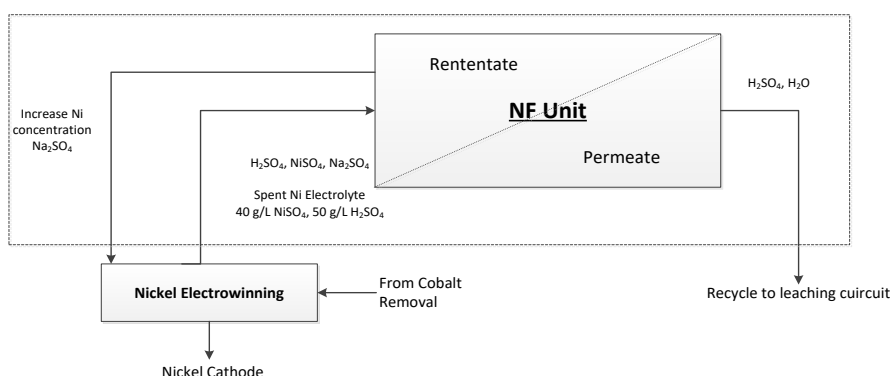 Rententate
NF Unit
Permeate
H₂SO₄, H₂O
Increase Ni
concentration
Na₂SO₄
H₂SO₄, NiSO₄, Na₂SO₄
Spent Ni Electrolyte
40 g/L NiSO₄, 50 g/L H₂SO₄
Nickel Electrowinning
From Cobalt
Removal
Recycle to leaching cuircuit
Nickel Cathode